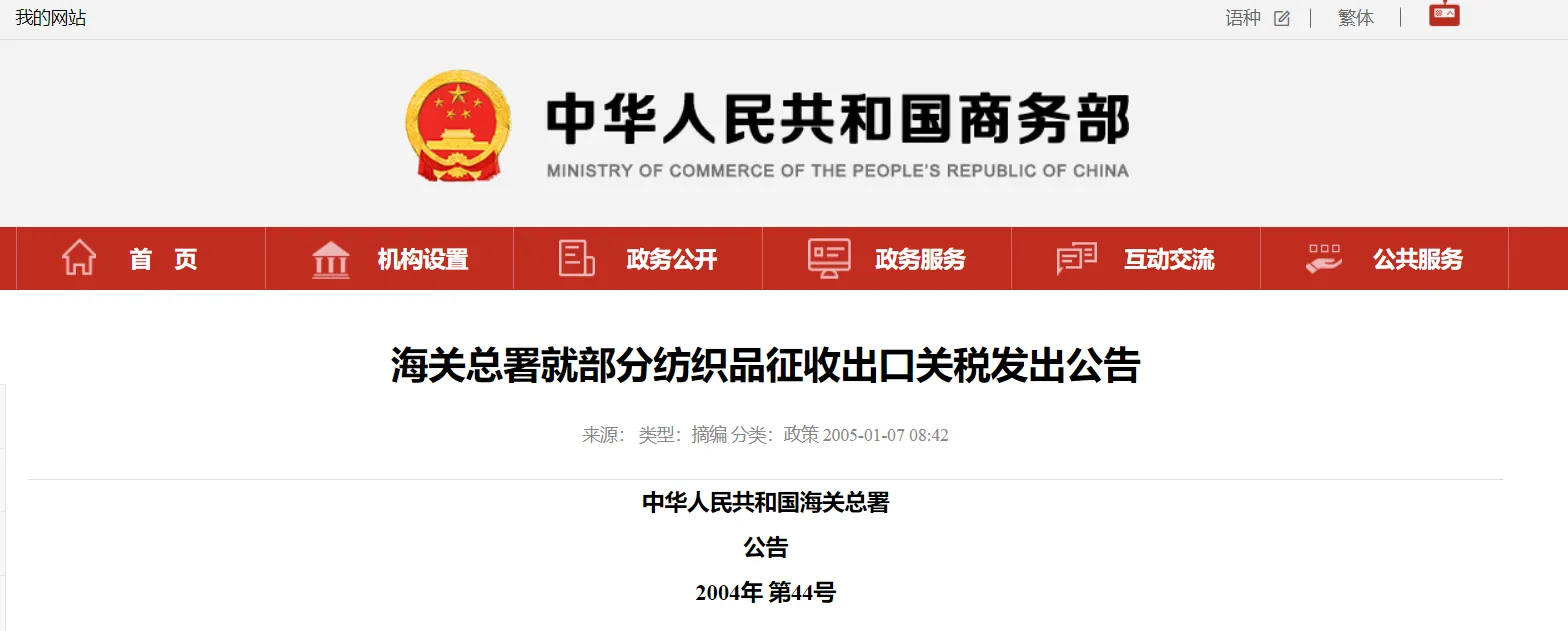 我的网站
语种 | 繁体 |
中华人民共和国商务部
MINISTRY OF COMMERCE OF THE PEOPLE'S REPUBLIC OF CHINA
首 页 机构设置 政务公开 政务服务 互动交流 公共服务
海关总署就部分纺织品征收出口关税发出公告
来源： 类型：摘编 分类：政策 2005-01-07 08:42
中华人民共和国海关总署
公告
2004年 第44号